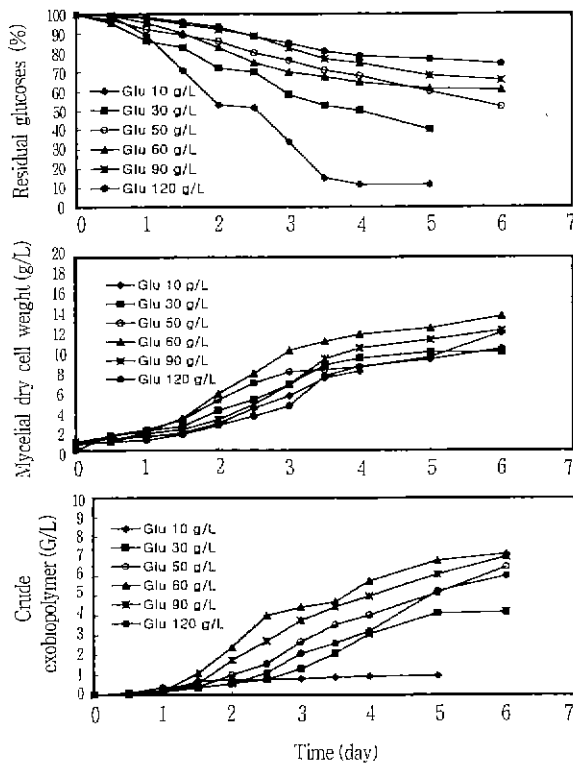 Residual glucoses (%)
100
90
80
70
60
50
40
30
20
10
0
Glu 10 g/L
Glu 30 g/L
Glu 50 g/L
Glu 60 g/L
Glu 90 g/L
Glu 120 g/L
0 1 2 3 4 5 6 7
Mycelial dry cell weight (g/L)
20
18
16
14
12
10
8
6
4
2
0
Glu 10 g/L
Glu 30 g/L
Glu 50 g/L
Glu 60 g/L
Glu 90 g/L
Glu 120 g/L
0 1 2 3 4 5 6 7
Crude
exobiopolymer (G/L)
10
9
8
7
6
5
4
3
2
1
0
Glu 10 g/L
Glu 30 g/L
Glu 50 g/L
Glu 60 g/L
Glu 90 g/L
Glu 120 g/L
0 1 2 3 4 5 6 7
Time (day)